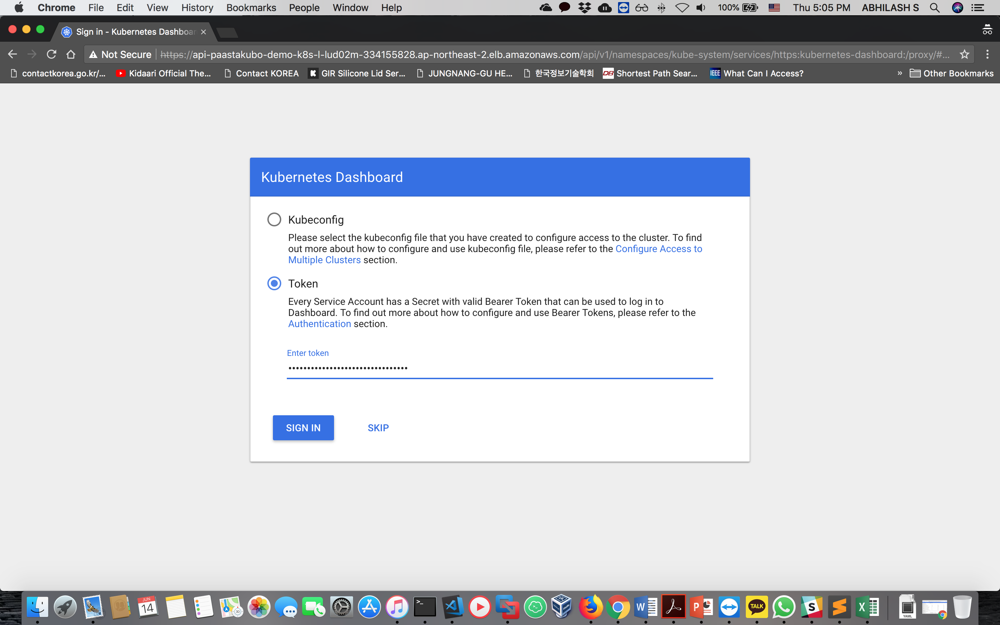 Chrome File Edit View History Bookmarks People Window Help 100% Thu 5:05 PM ABHILASH S
Sign in - Kubernetes Dashboar
Not Secure https://api-paastakubo-demo-k8s-l-lud02m-334155828.ap-northeast-2.elb.amazonaws.com/api/v1/namespaces/kube-system/services/https:kubernetes-dashboard:/proxy/#...
contactkorea.go.kr/... Kidaari Official The... Contact KOREA K GIR Silicone Lid Ser... JUNGNANG-GU HE... 한국정보기술학회 DB Shortest Path Sear... IEEE What Can I Access? » Other Bookmarks
Kubernetes Dashboard
Kubeconfig
Please select the kubeconfig file that you have created to configure access to the cluster. To find
out more about how to configure and use kubeconfig file, please refer to the Configure Access to
Multiple Clusters section.
Token
Every Service Account has a Secret with valid Bearer Token that can be used to log in to
Dashboard. To find out more about how to configure and use Bearer Tokens, please refer to the
Authentication section.
Enter token
••••••••••••••••••••••••••••••••
SIGN IN SKIP
JUN 14 3D >_ W P TALK S X YAML